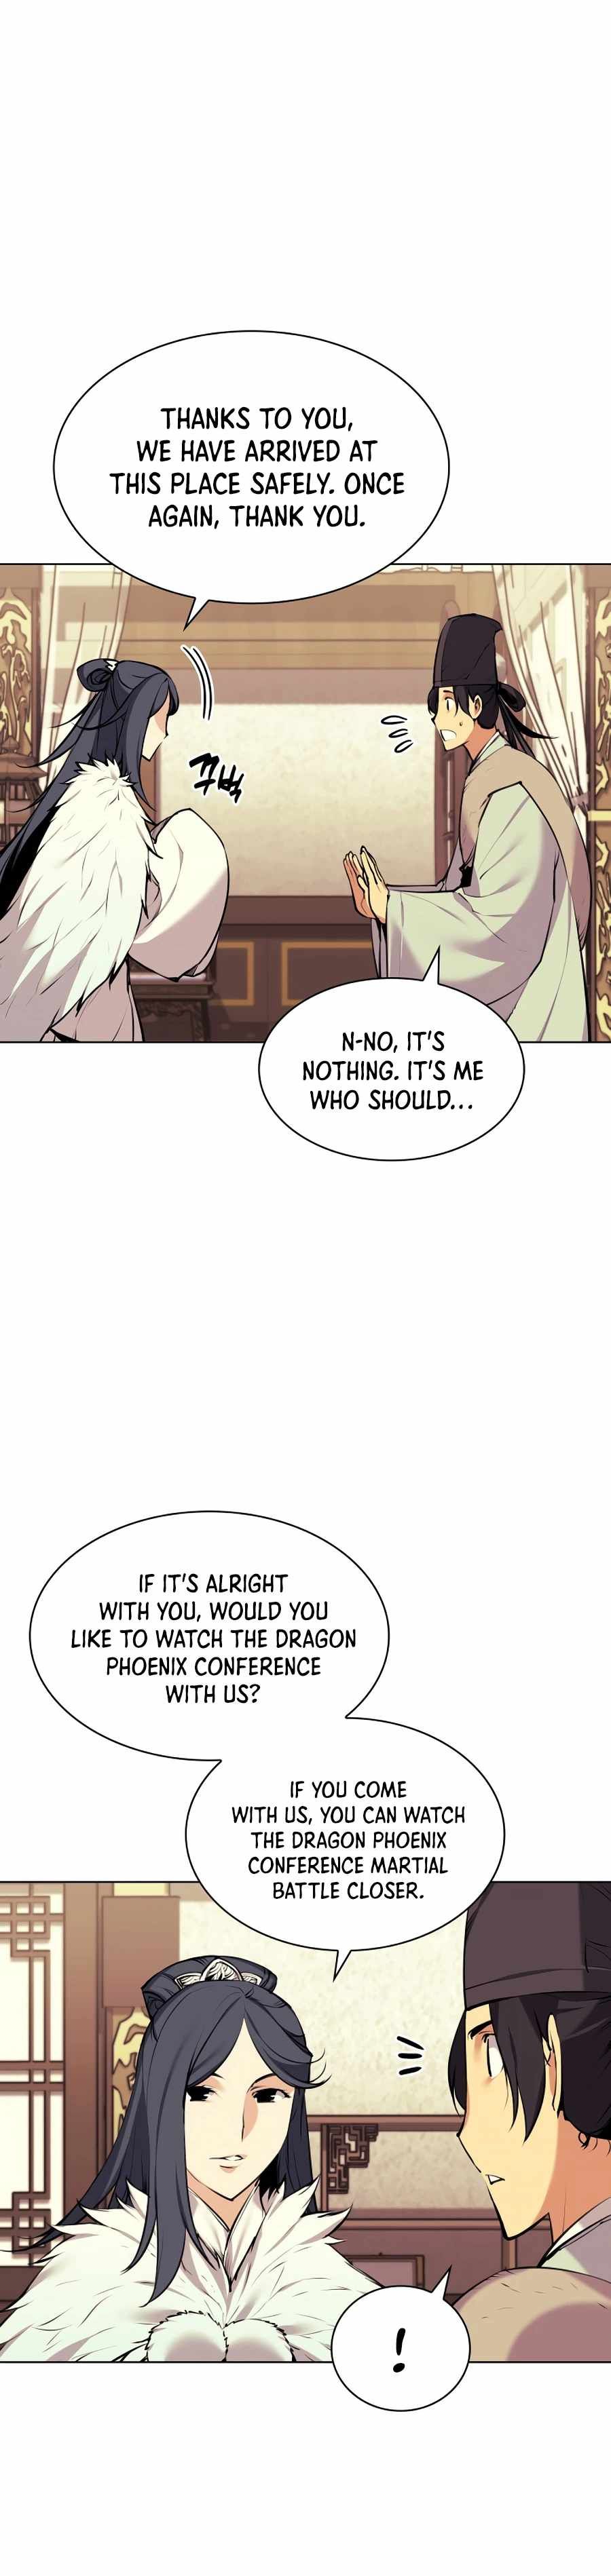 THANKS TO YOU,
WE HAVE ARRIVED AT
THIS PLACE SAFELY. ONCE
AGAIN, THANK YOU.
꾸벅
N-NO, IT'S
NOTHING. IT'S ME
WHO SHOULD...
IF IT'S ALRIGHT
WITH YOU, WOULD YOU
LIKE TO WATCH THE DRAGON
PHOENIX CONFERENCE
WITH US?
IF YOU COME
WITH US, YOU CAN WATCH
THE DRAGON PHOENIX
CONFERENCE MARTIAL
BATTLE CLOSER.
!